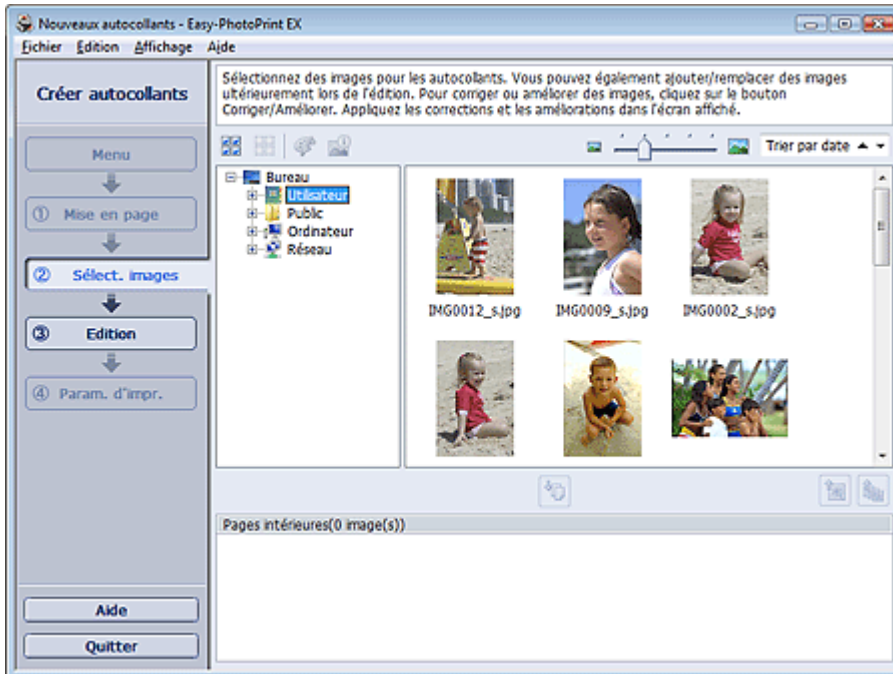 Nouveaux autocollants - Easy-PhotoPrint EX
Fichier Edition Affichage Aide
Créer autocollants
Sélectionnez des images pour les autocollants. Vous pouvez également ajouter/remplacer des images
ultérieurement lors de l'édition. Pour corriger ou améliorer des images, cliquez sur le bouton
Corriger/Améliorer. Appliquez les corrections et les améliorations dans l'écran affiché.
Menu
① Mise en page
② Sélect. images
③ Edition
④ Param. d'impr.
Aide
Quitter
Trier par date
Bureau
Utilisateur
Public
Ordinateur
Réseau
IMG0012_s.jpg IMG0009_s.jpg IMG0002_s.jpg
Pages intérieures(0 image(s))